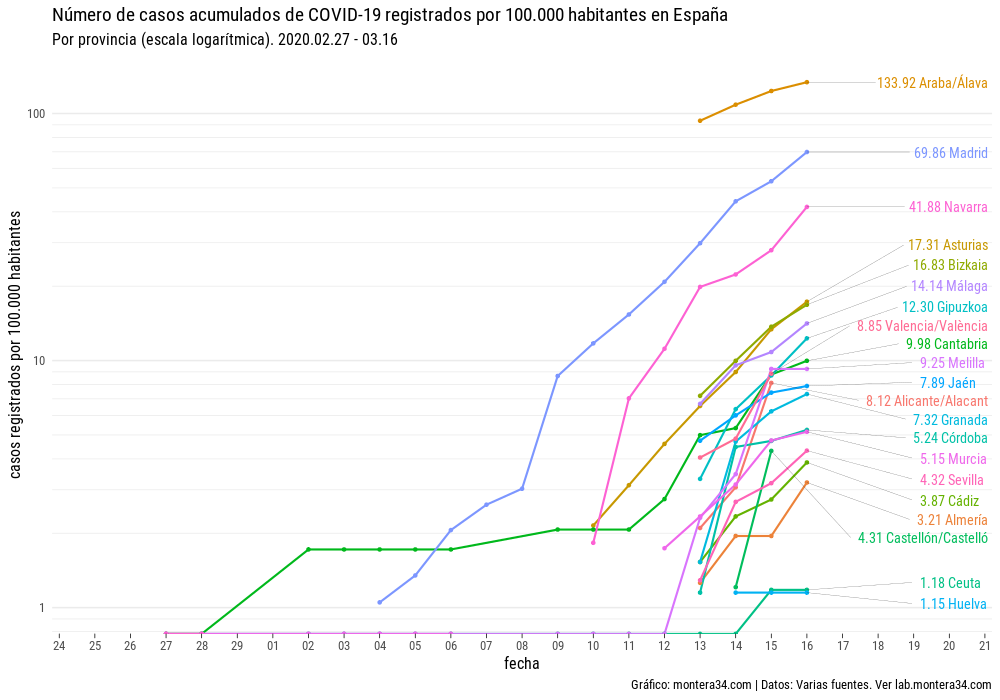 Número de casos acumulados de COVID-19 registrados por 100.000 habitantes en España
Por provincia (escala logarítmica). 2020.02.27 - 03.16
casos registrados por 100.000 habitantes
100
10
1
133.92 Araba/Álava
69.86 Madrid
41.88 Navarra
17.31 Asturias
16.83 Bizkaia
14.14 Málaga
12.30 Gipuzkoa
8.85 Valencia/València
9.98 Cantabria
9.25 Melilla
7.89 Jaén
8.12 Alicante/Alacant
7.32 Granada
5.24 Córdoba
5.15 Murcia
4.32 Sevilla
3.87 Cádiz
3.21 Almería
4.31 Castellón/Castelló
1.18 Ceuta
1.15 Huelva
24 25 26 27 28 29 01 02 03 04 05 06 07 08 09 10 11 12 13 14 15 16 17 18 19 20 21
fecha
Gráfico: montera34.com | Datos: Varias fuentes. Ver lab.montera34.com